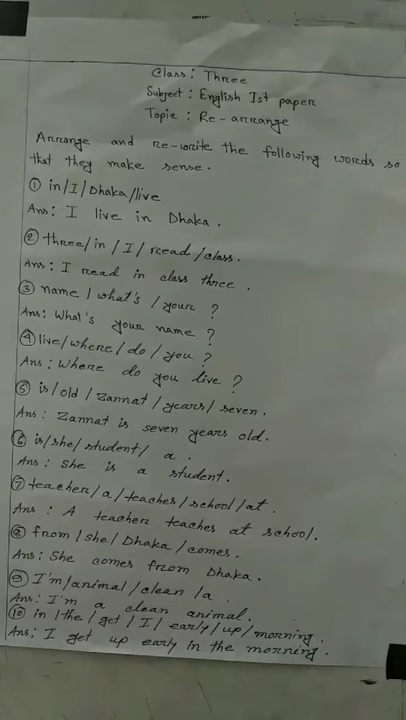 Class: Three
Subject: English Ist paper
Topic: Re-arrange
Arrange and re-write the following words so
that they make sense.
① in/I/Dhaka/live
Ans: I live in Dhaka.
② three/in/I/read/class.
Ans: I read in class three.
③ name/what's/your?
Ans: What's your name?
④ live/where/do/you?
Ans: Where do you live?
⑤ is/old/Zannat/years/seven.
Ans: Zannat is seven years old.
⑥ is/she/student/a.
Ans: She is a student.
⑦ teacher/a/teaches/school/at.
Ans: A teacher teaches at school.
⑧ from/she/Dhaka/comes.
Ans: She comes from Dhaka.
⑨ I'm/animal/clean/a.
Ans: I'm a clean animal.
⑩ in/the/get/I/early/up/morning.
Ans: I get up early in the morning.